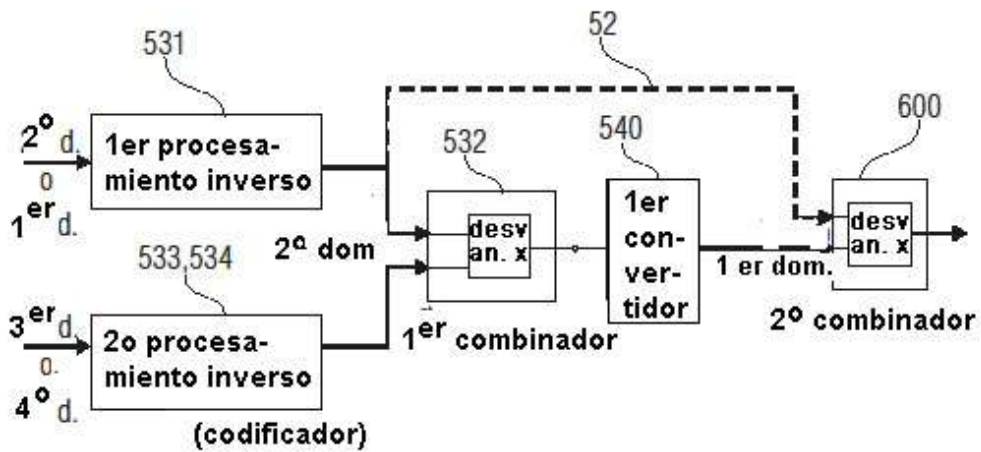 531
52
600
2º d.
o
1er d.
1er procesa-
miento inverso
532
540
desv
an. x
1er
con-
ver-
tidor
desv
an. x
2ª dom
1 er dom.
533,534
1er combinador
2º combinador
3er d.
o.
4º d.
2o procesa-
miento inverso
(codificador)